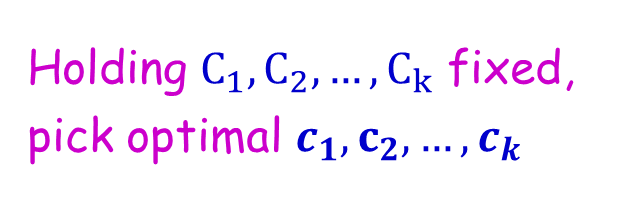 Holding C₁, C₂, ..., Cₖ fixed,
pick optimal c₁, c₂, ..., cₖ